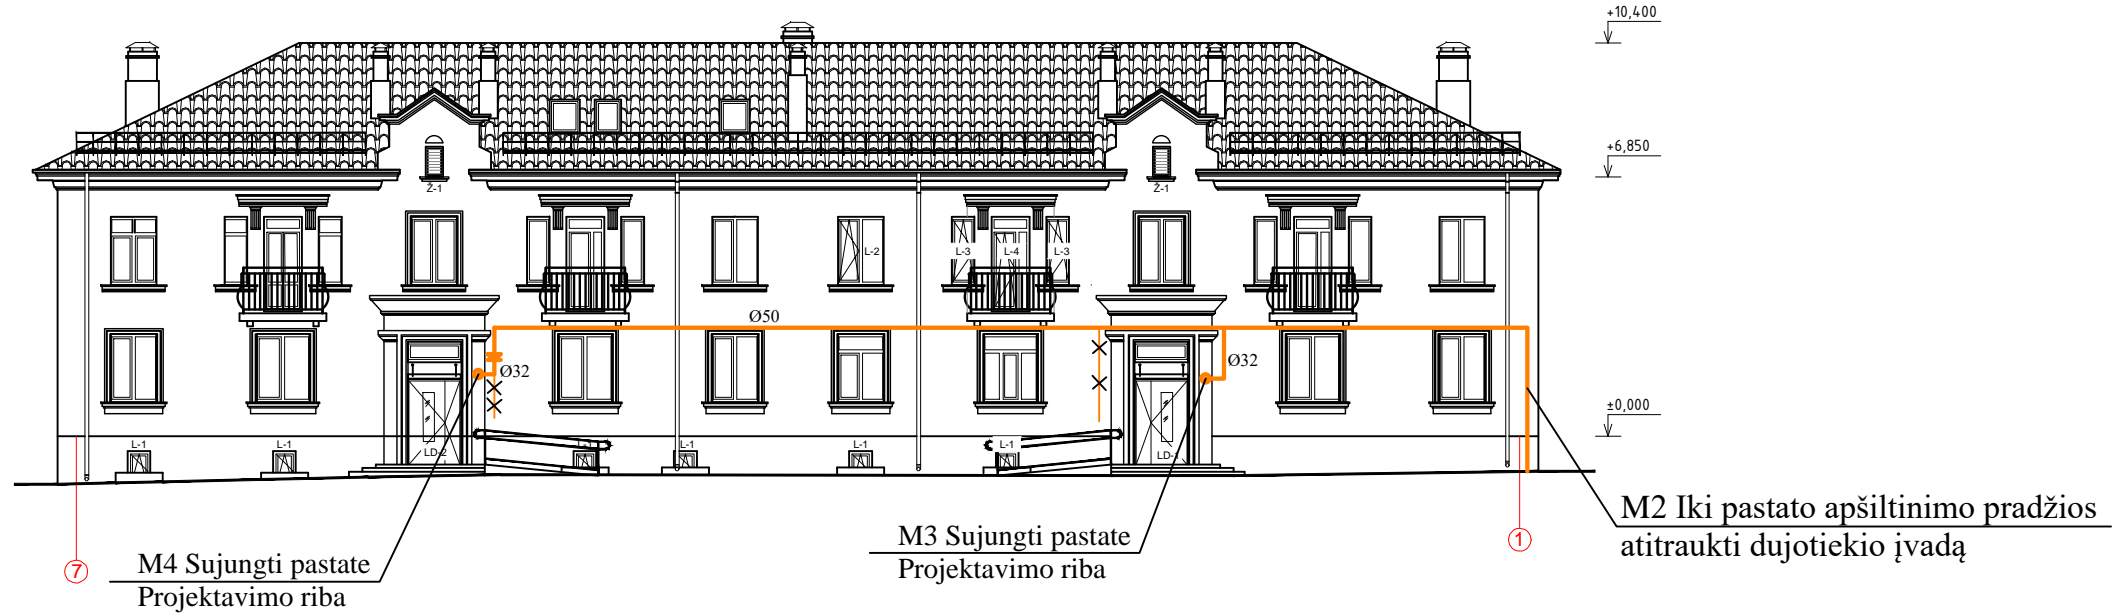 +10,400
+6,850
Ž-1
Ž-1
L-2
L-3
L-4
L-3
Ø50
Ø32
Ø32
±0,000
L-1
L-1
LD-2
L-1
L-1
L-1
L-1
LD-1
M2 Iki pastato apšiltinimo pradžios
atitraukti dujotiekio įvadą
M3 Sujungti pastate
Projektavimo riba
M4 Sujungti pastate
Projektavimo riba
7
1